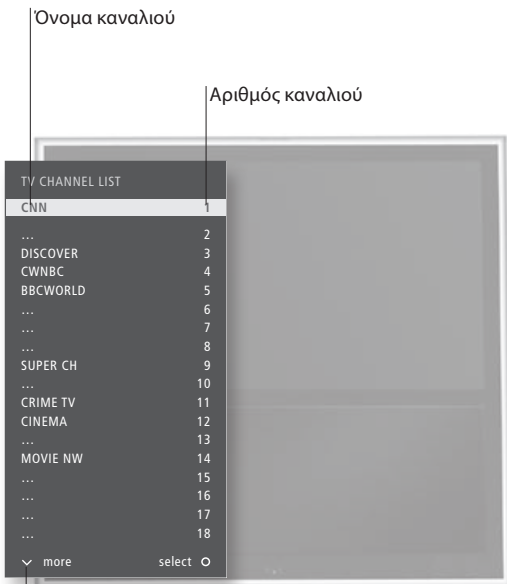 Όνομα καναλιού
Αριθμός καναλιού
TV CHANNEL LIST
CNN 1
... 2
DISCOVER 3
CWNBC 4
BBCWORLD 5
... 6
... 7
... 8
SUPER CH 9
... 10
CRIME TV 11
CINEMA 12
... 13
MOVIE NW 14
... 15
... 16
... 17
... 18
more select